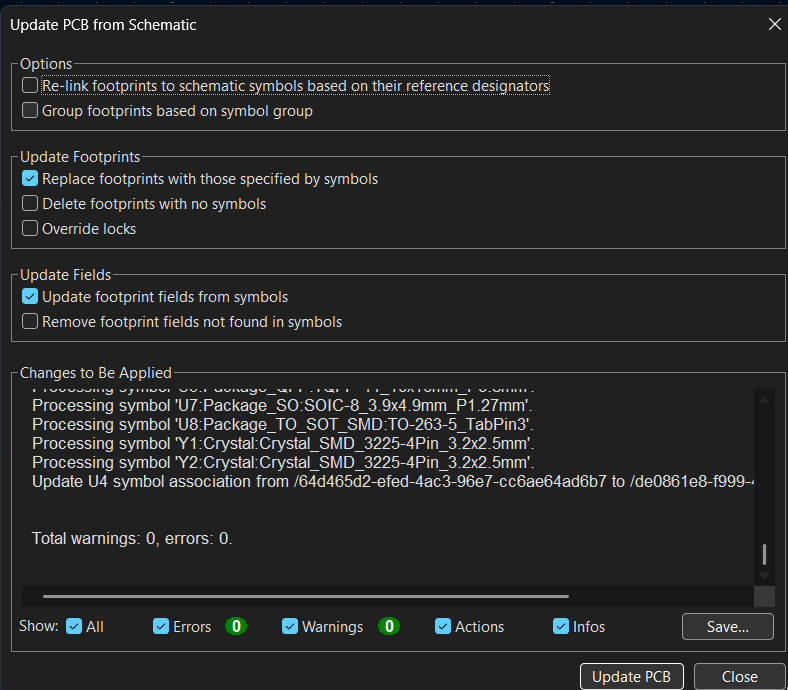 Update PCB from Schematic
Options
Re-link footprints to schematic symbols based on their reference designators
Group footprints based on symbol group
Update Footprints
Replace footprints with those specified by symbols
Delete footprints with no symbols
Override locks
Update Fields
Update footprint fields from symbols
Remove footprint fields not found in symbols
Changes to Be Applied
Processing symbol
Processing symbol 'U7:Package_SO:SOIC-8_3.9x4.9mm_P1.27mm'.
Processing symbol 'U8:Package_TO_SOT_SMD:TO-263-5_TabPin3'.
Processing symbol 'Y1:Crystal:Crystal_SMD_3225-4Pin_3.2x2.5mm'.
Processing symbol 'Y2:Crystal:Crystal_SMD_3225-4Pin_3.2x2.5mm'.
Update U4 symbol association from /64d465d2-efed-4ac3-96e7-cc6ae64ad6b7 to /de0861e8-f999-
Total warnings: 0, errors: 0.
Show: All Errors 0 Warnings 0 Actions Infos Save...
Update PCB Close